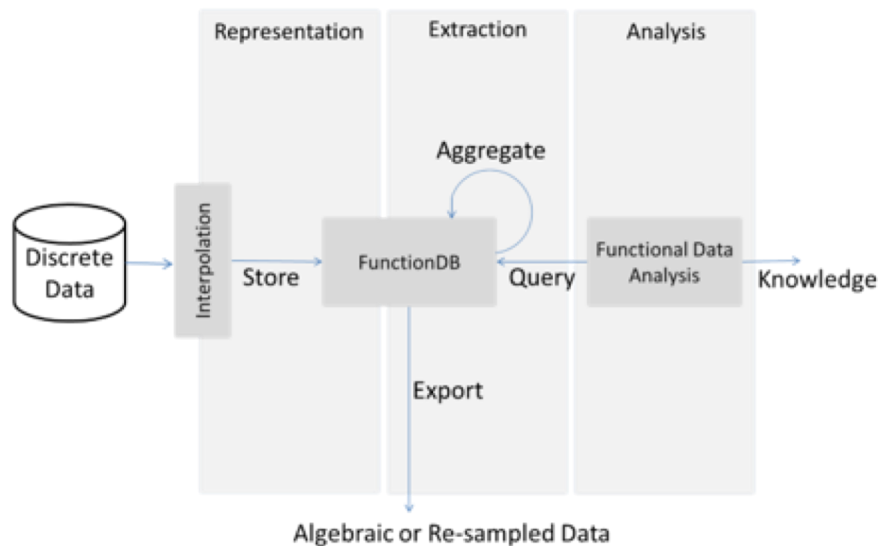 Representation
Extraction
Analysis
Aggregate
Discrete
Data
Interpolation
Store
FunctionDB
Query
Functional Data
Analysis
Knowledge
Export
Algebraic or Re-sampled Data